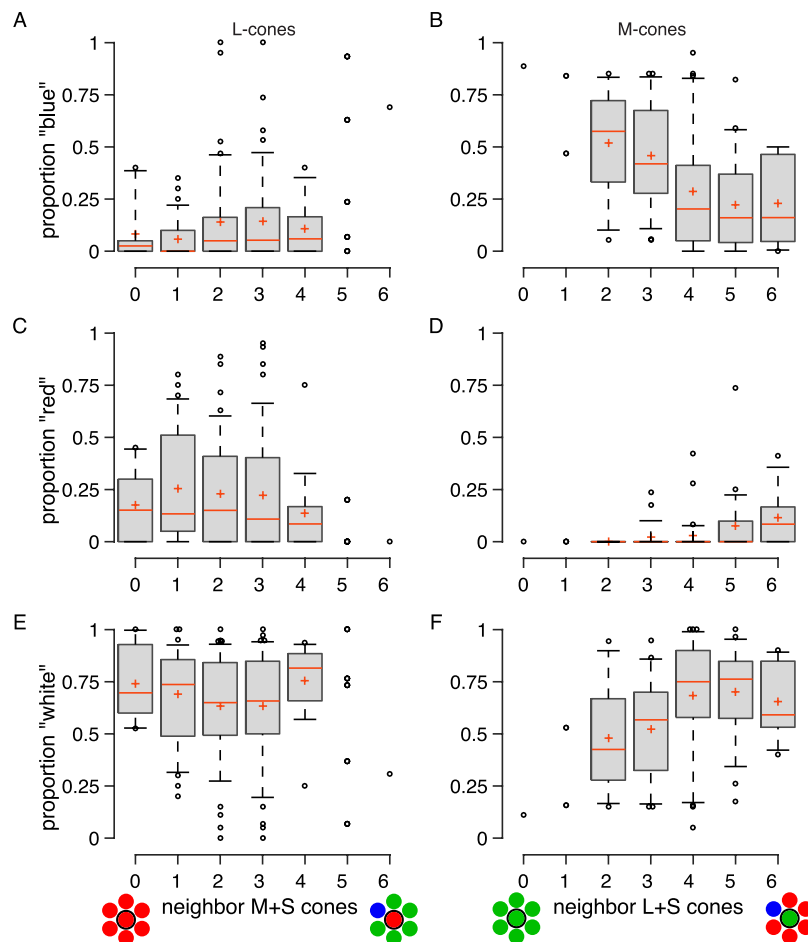 A
L-cones
B
M-cones
proportion "blue"
1
0.75
0.5
0.25
0
0 1 2 3 4 5 6
1
0.75
0.5
0.25
0
0 1 2 3 4 5 6
C
D
proportion "red"
1
0.75
0.5
0.25
0
0 1 2 3 4 5 6
1
0.75
0.5
0.25
0
0 1 2 3 4 5 6
E
F
proportion "white"
1
0.75
0.5
0.25
0
0 1 2 3 4 5 6
neighbor M+S cones
1
0.75
0.5
0.25
0
0 1 2 3 4 5 6
neighbor L+S cones